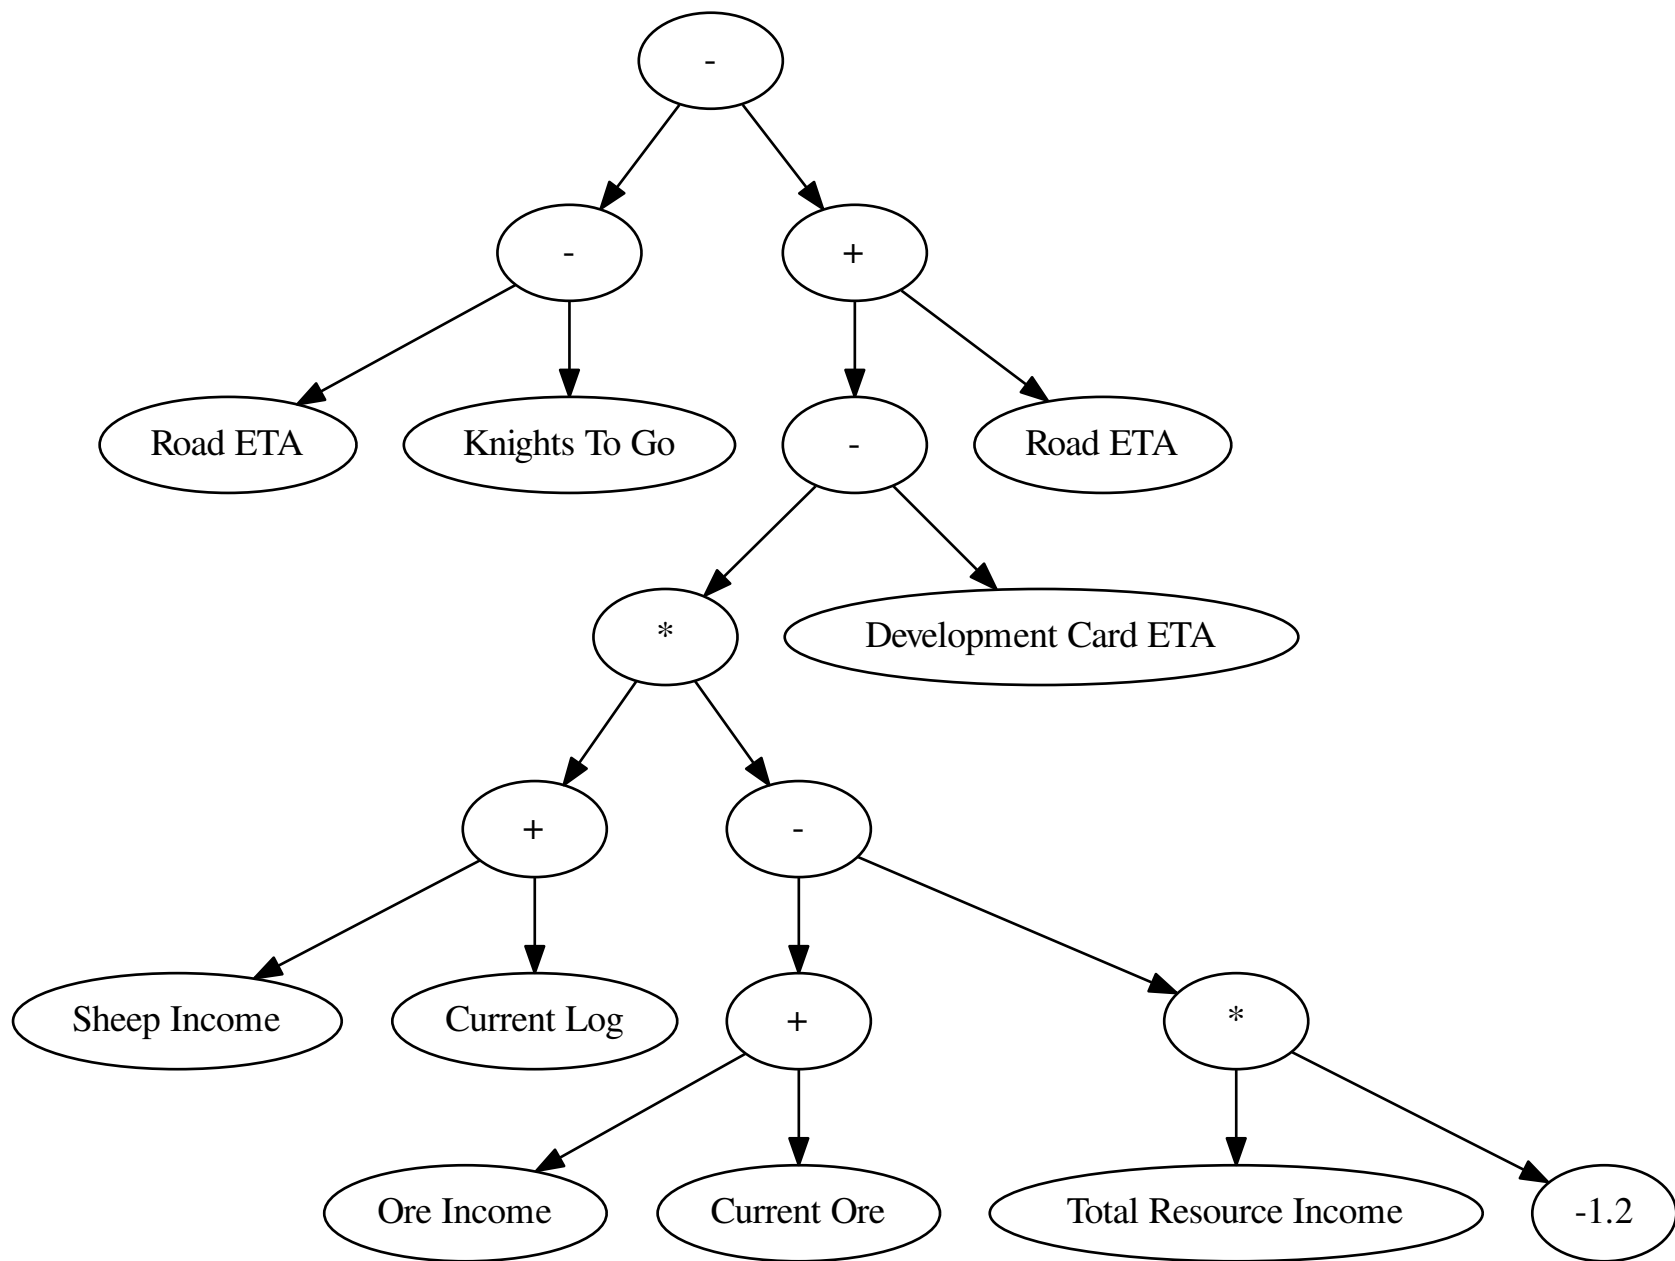 -
-
+
Road ETA
Knights To Go
-
Road ETA
*
Development Card ETA
+
-
Sheep Income
Current Log
+
*
Ore Income
Current Ore
Total Resource Income
-1.2